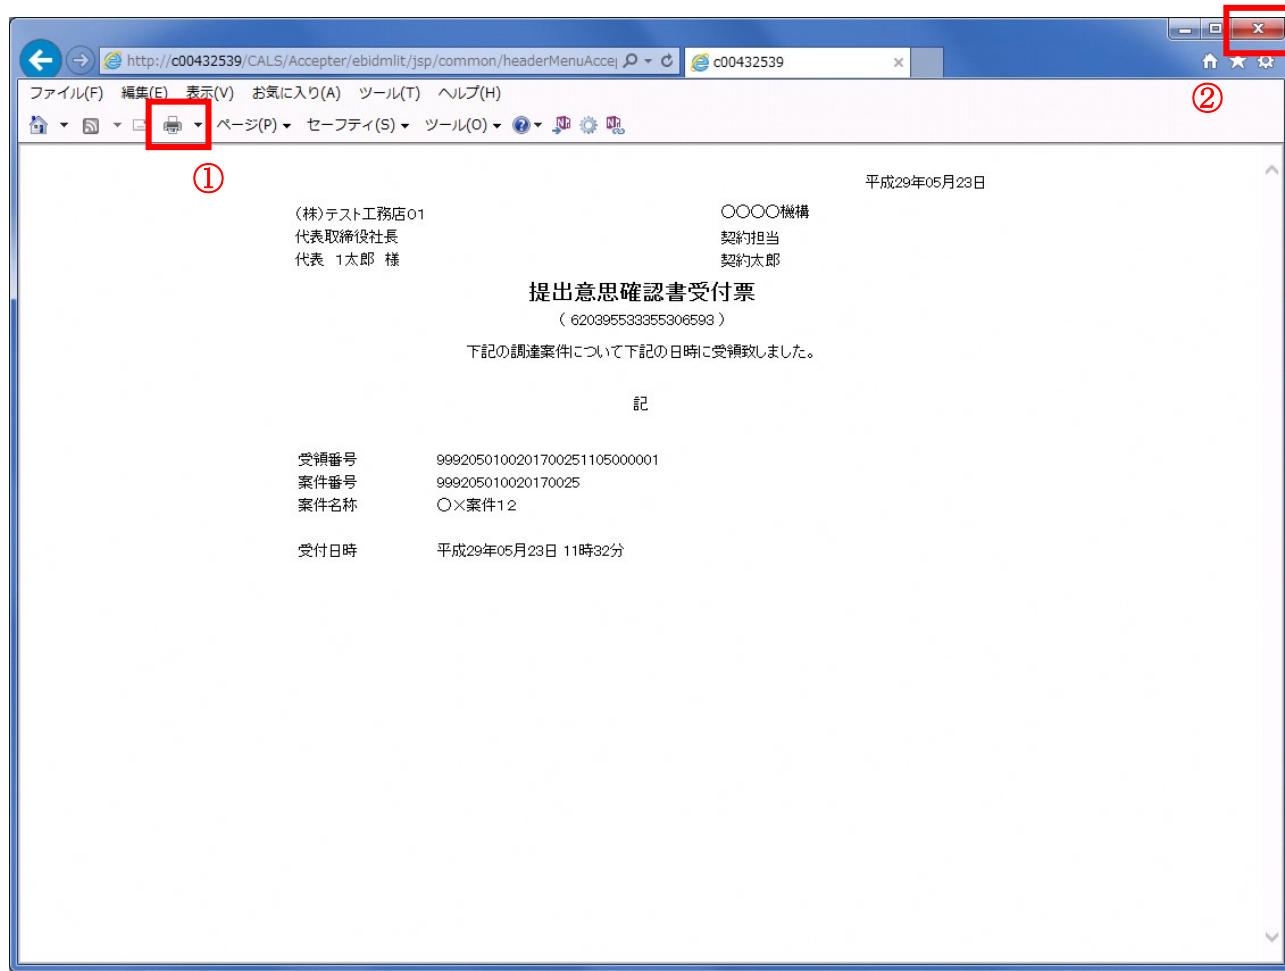 ②
http://c00432539/CALS/Accepter/ebidmlit/jsp/common/headerMenuAccep
c00432539
ファイル(F) 編集(E) 表示(V) お気に入り(A) ツール(T) ヘルプ(H)
ページ(P) セーフティ(S) ツール(O)
①
平成29年05月23日
(株)テスト工務店01 〇〇〇〇機構
代表取締役社長 契約担当
代表 1太郎 様 契約太郎
提出意思確認書受付票
( 620395533355306593 )
下記の調達案件について下記の日時に受領致しました。
記
受領番号 9992050100201700251105000001
案件番号 999205010020170025
案件名称 〇×案件12
受付日時 平成29年05月23日 11時32分